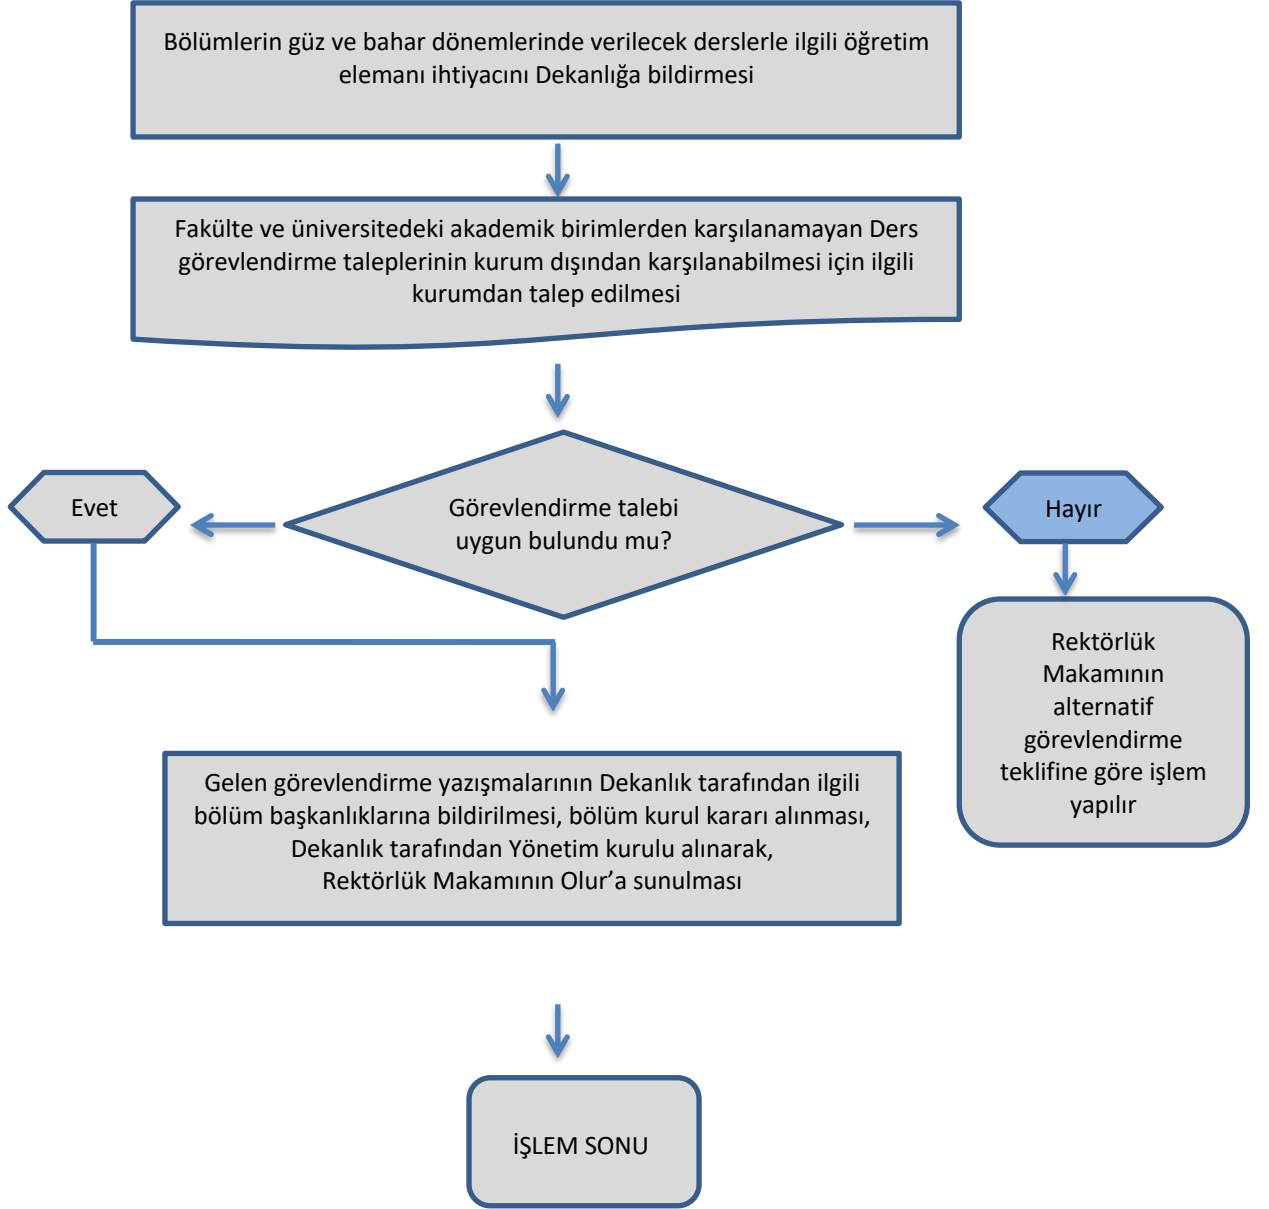 Bölümlerin güz ve bahar dönemlerinde verilecek derslerle ilgili öğretim
elemanı ihtiyacını Dekanlığa bildirmesi
Fakülte ve üniversitedeki akademik birimlerden karşılanamayan Ders
görevlendirme taleplerinin kurum dışından karşılanabilmesi için ilgili
kurumdan talep edilmesi
Evet
Görevlendirme talebi
uygun bulundu mu?
Hayır
Rektörlük
Makamının
alternatif
görevlendirme
teklifine göre işlem
yapılır
Gelen görevlendirme yazışmalarının Dekanlık tarafından ilgili
bölüm başkanlıklarına bildirilmesi, bölüm kurul kararı alınması,
Dekanlık tarafından Yönetim kurulu alınarak,
Rektörlük Makamının Olur’a sunulması
İŞLEM SONU